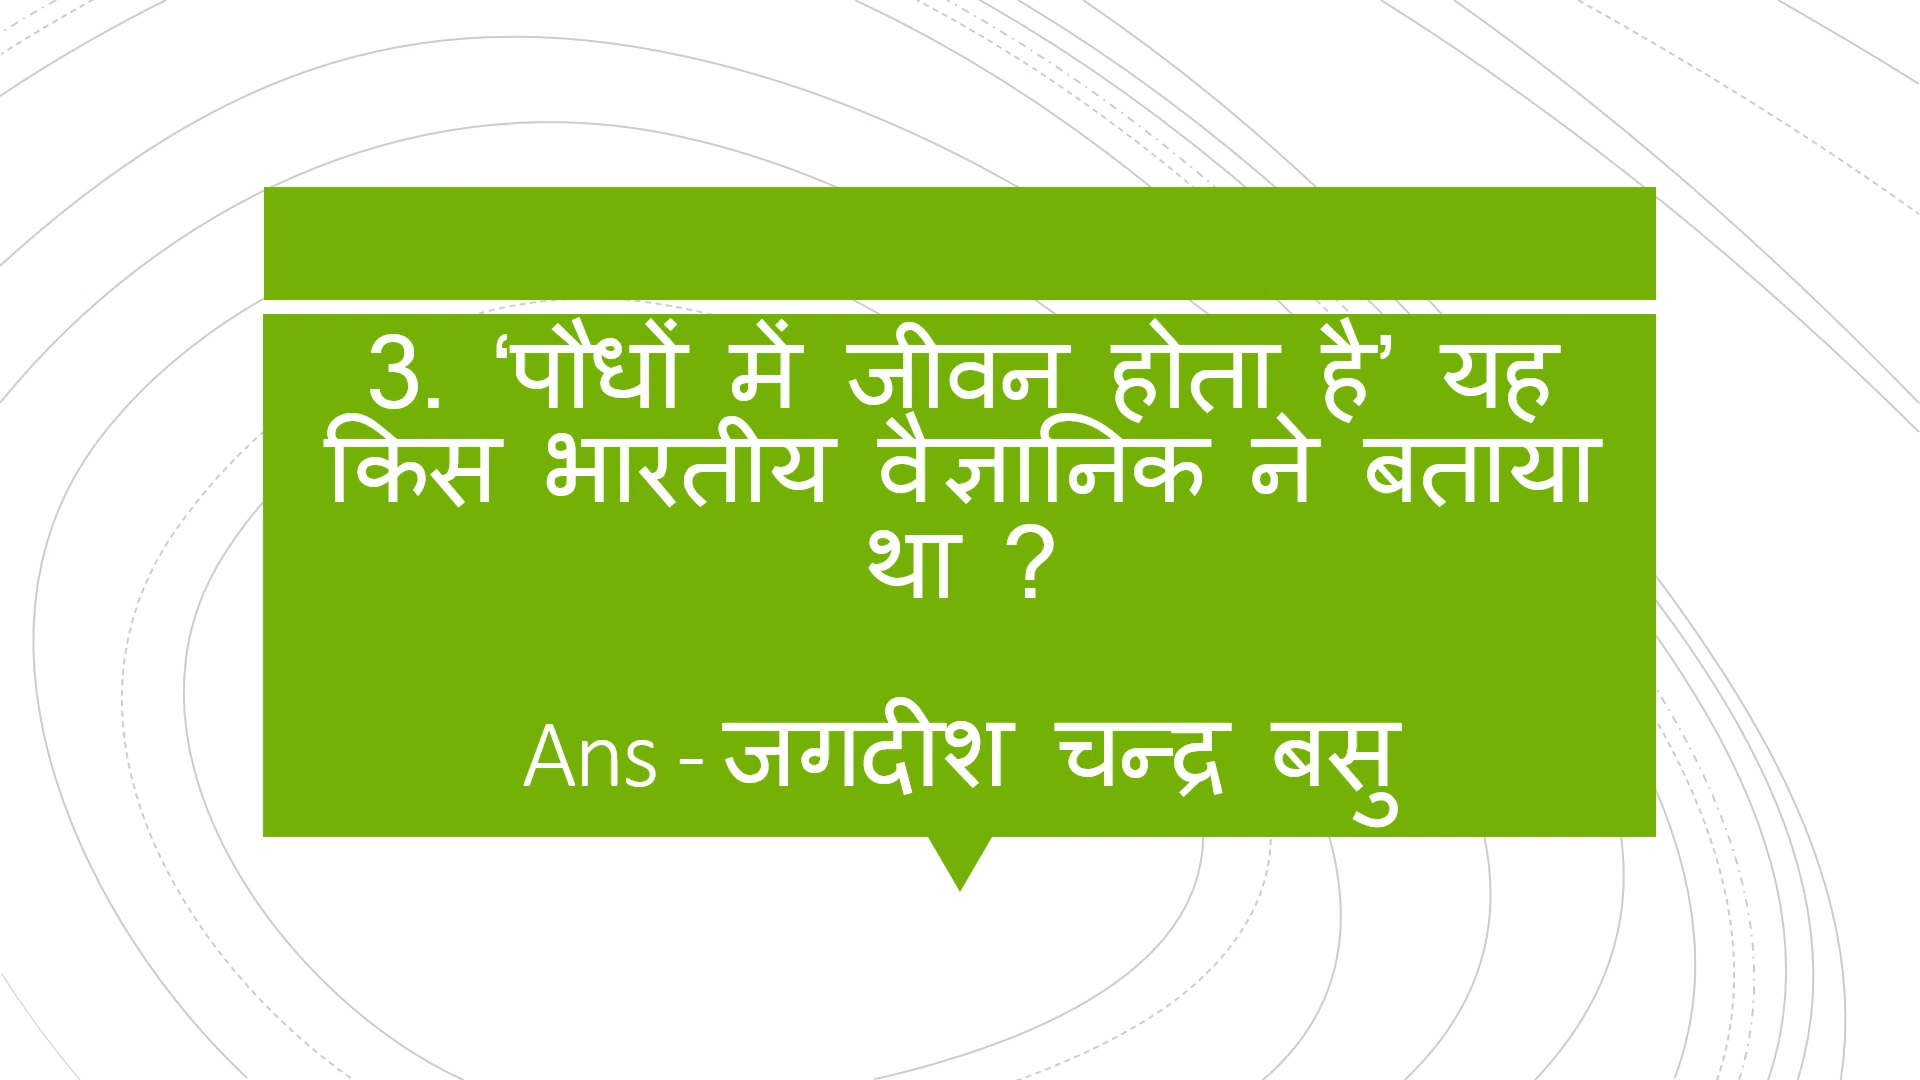 3. ‘पौधों में जीवन होता है’ यह
किस भारतीय वैज्ञानिक ने बताया
था ?
Ans - जगदीश चन्द्र बसु